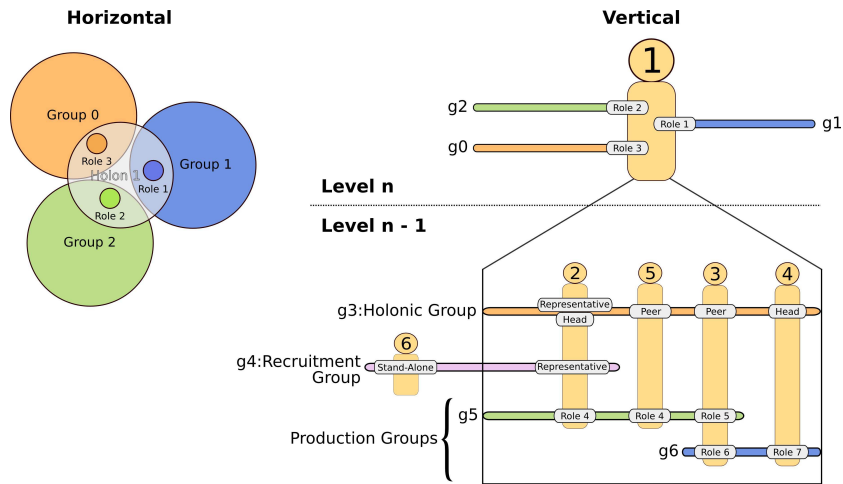 Horizontal
Group 0
Role 3
Holon 1
Group 1
Role 1
Role 2
Group 2
Vertical
1
g2
Role 2
Role 1
g1
g0
Role 3
Level n
Level n - 1
2
5
3
4
g3:Holonic Group
Representative
Head
Peer
Peer
Head
6
g4:Recruitment
Group
Stand-Alone
Representative
g5
Role 4
Role 4
Role 5
Production Groups
g6
Role 6
Role 7